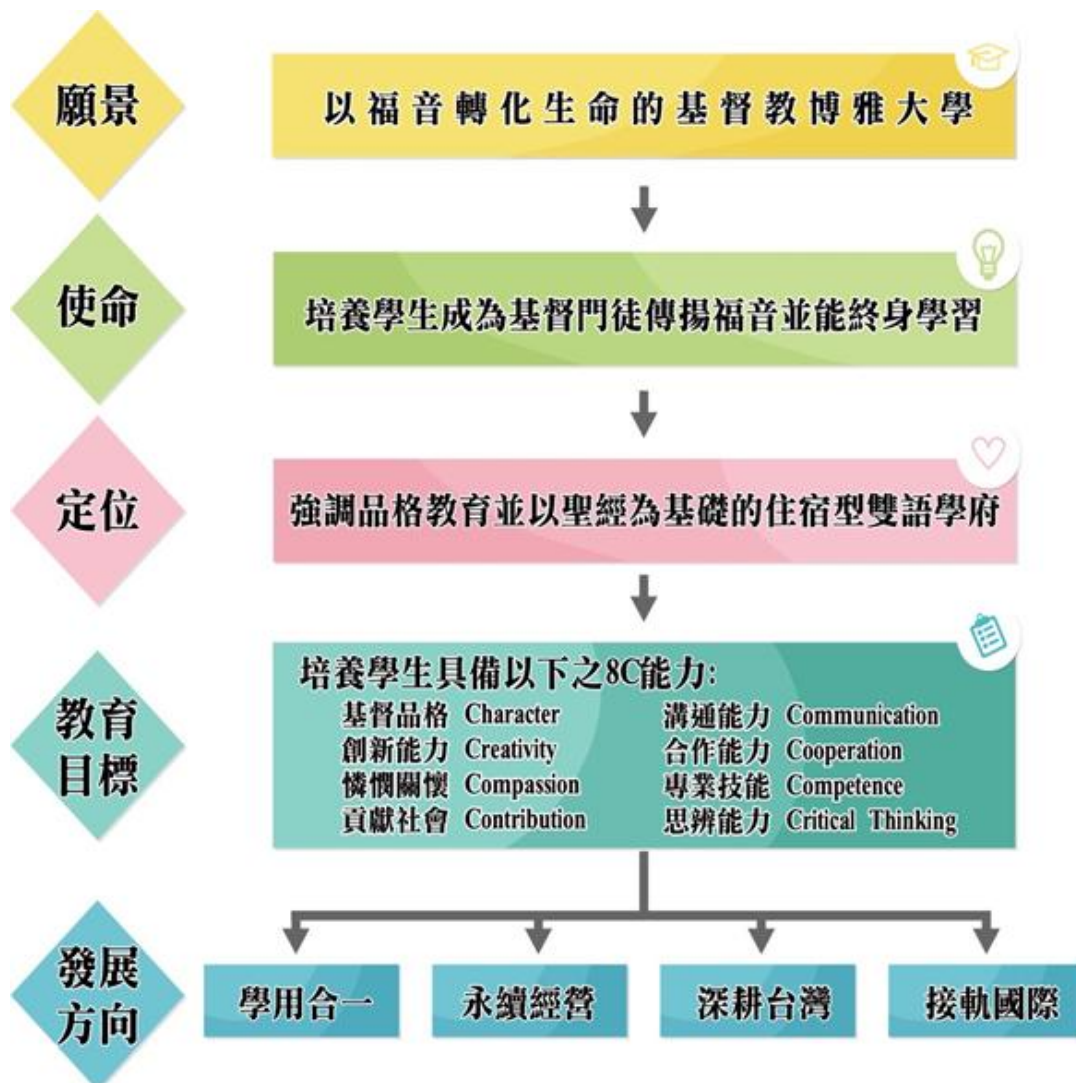 願景
以福音轉化生命的基督教博雅大學
使命
培養學生成為基督門徒傳揚福音並能終身學習
定位
強調品格教育並以聖經為基礎的住宿型雙語學府
教育
目標
培養學生具備以下之8C能力:
基督品格 Character
溝通能力 Communication
創新能力 Creativity
合作能力 Cooperation
憐憫關懷 Compassion
專業技能 Competence
貢獻社會 Contribution
思辨能力 Critical Thinking
發展
方向
學用合一
永續經營
深耕台灣
接軌國際